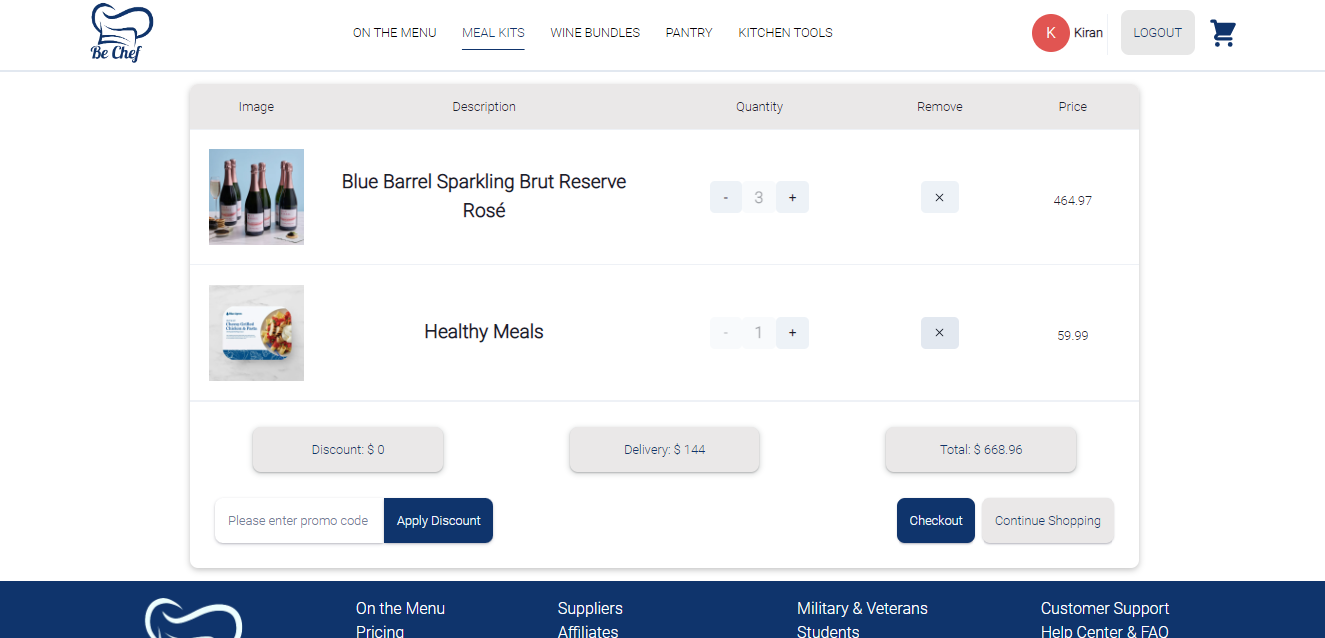 Be Chef
ON THE MENU
MEAL KITS
WINE BUNDLES
PANTRY
KITCHEN TOOLS
K
Kiran
LOGOUT
Image
Description
Quantity
Remove
Price
Blue Barrel Sparkling Brut Reserve
Rosé
- 3 +
×
464.97
Healthy Meals
- 1 +
×
59.99
Discount: $ 0
Delivery: $ 144
Total: $ 668.96
Please enter promo code
Apply Discount
Checkout
Continue Shopping
On the Menu
Suppliers
Military & Veterans
Customer Support
Pricing
Affiliates
Students
Help Center & FAQ